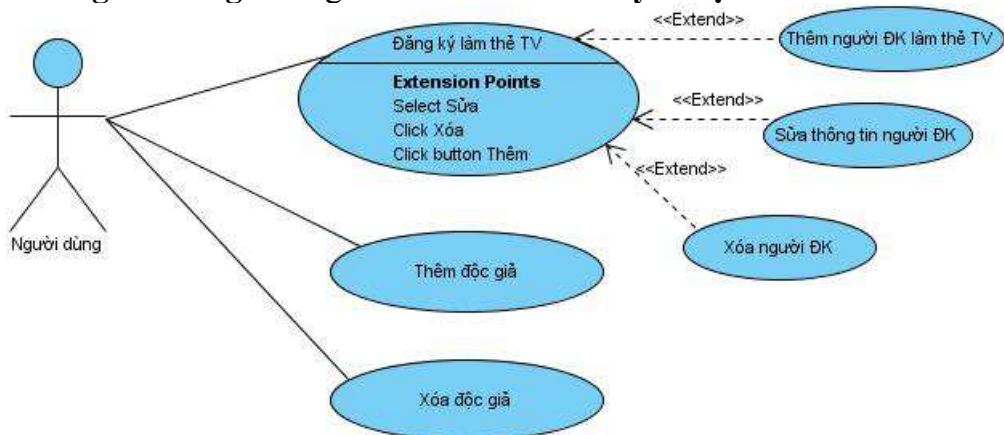 Đăng ký làm thẻ TV
<<Extend>>
Thêm người ĐK làm thẻ TV
Extension Points
Select Sửa
Click Xóa
Click button Thêm
<<Extend>>
Sửa thông tin người ĐK
<<Extend>>
Xóa người ĐK
Người dùng
Thêm độc giả
Xóa độc giả